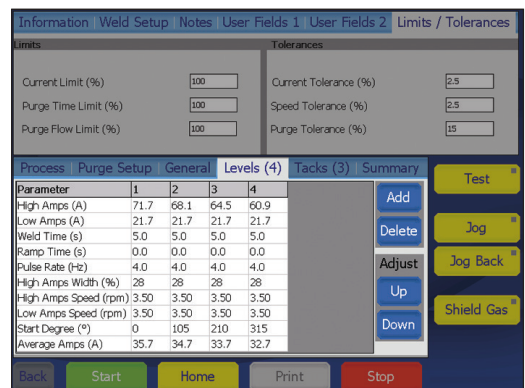 Information Weld Setup Notes User Fields 1 User Fields 2 Limits / Tolerances
Limits Tolerances
Current Limit (%) 100 Current Tolerance (%) 2.5
Purge Time Limit (%) 100 Speed Tolerance (%) 2.5
Purge Flow Limit (%) 100 Purge Tolerance (%) 15
Process Purge Setup General Levels (4) Tacks (3) Summary
Test
Jog
Jog Back
Shield Gas
Parameter 1 2 3 4
High Amps (A) 71.7 68.1 64.5 60.9
Low Amps (A) 21.7 21.7 21.7 21.7
Weld Time (s) 5.0 5.0 5.0 5.0
Ramp Time (s) 0.0 0.0 0.0 0.0
Pulse Rate (Hz) 4.0 4.0 4.0 4.0
High Amps Width (%) 28 28 28 28
High Amps Speed (rpm) 3.50 3.50 3.50 3.50
Low Amps Speed (rpm) 3.50 3.50 3.50 3.50
Start Degree (°) 0 105 210 315
Average Amps (A) 35.7 34.7 33.7 32.7
Add
Delete
Adjust
Up
Down
Back Start Home Print Stop